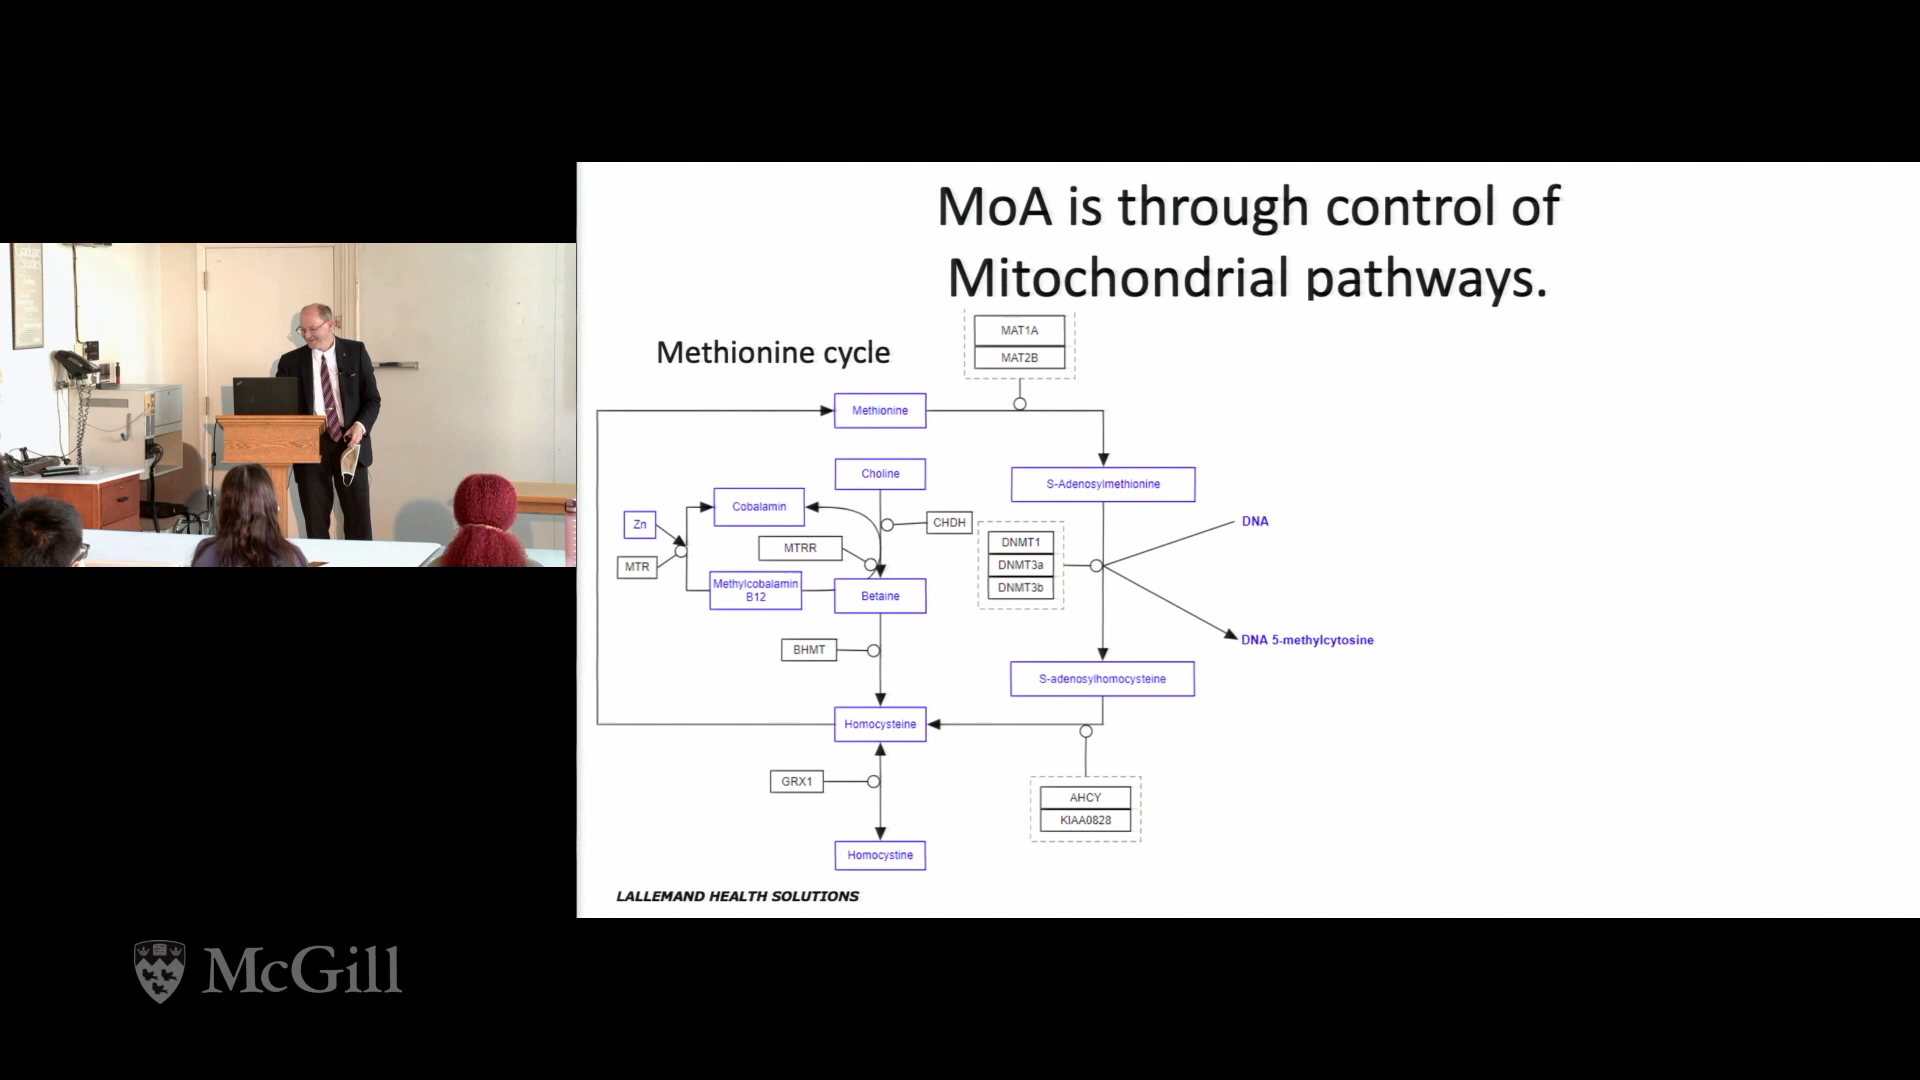 MoA is through control of
Mitochondrial pathways.
Methionine cycle
MAT1A
MAT2B
Methionine
Choline
S-Adenosylmethionine
Cobalamin
Zn
CHDH
DNA
MTRR
DNMT1
DNMT3a
DNMT3b
MTR
Methylcobalamin
B12
Betaine
DNA 5-methylcytosine
BHMT
S-adenosylhomocysteine
Homocysteine
GRX1
AHCY
KIAA0828
Homocystine
LALLEMAND HEALTH SOLUTIONS
McGill